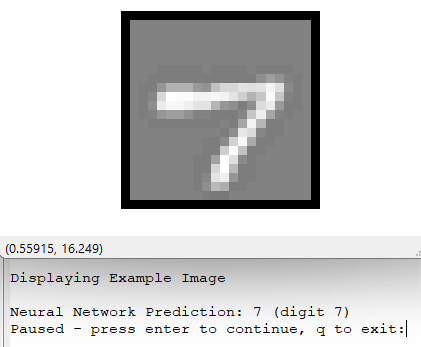 7
(0.55915, 16.249)
Displaying Example Image
Neural Network Prediction: 7 (digit 7)
Paused - press enter to continue, q to exit: